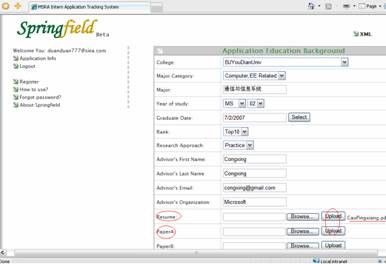 MSRA Intern Application Tracking System
Page
Springfield
Beta
XML
Welcome You: duanduan777@sina.com
Application Info
Logout
Register
How to use?
Forgot password?
About Springfield
Application Education Background
College: BJYouDianUniv
Major Category: Computer,EE Related
Major: 通信与信息系统
Year of study: MS 02
Graduate Date: 7/2/2007 Select
Rank: Top10
Research Approach: Practice
Advisor's First Name: Congxing
Advisor's Last Name: Congxing
Advisor's Email: congxing@gmail.com
Advisor's Organization: Microsoft
Resume: Browse... Upload CaoPingxiang.pd
PaperA: Browse... Upload
PaperB: Browse... Upload
Done
Local intranet